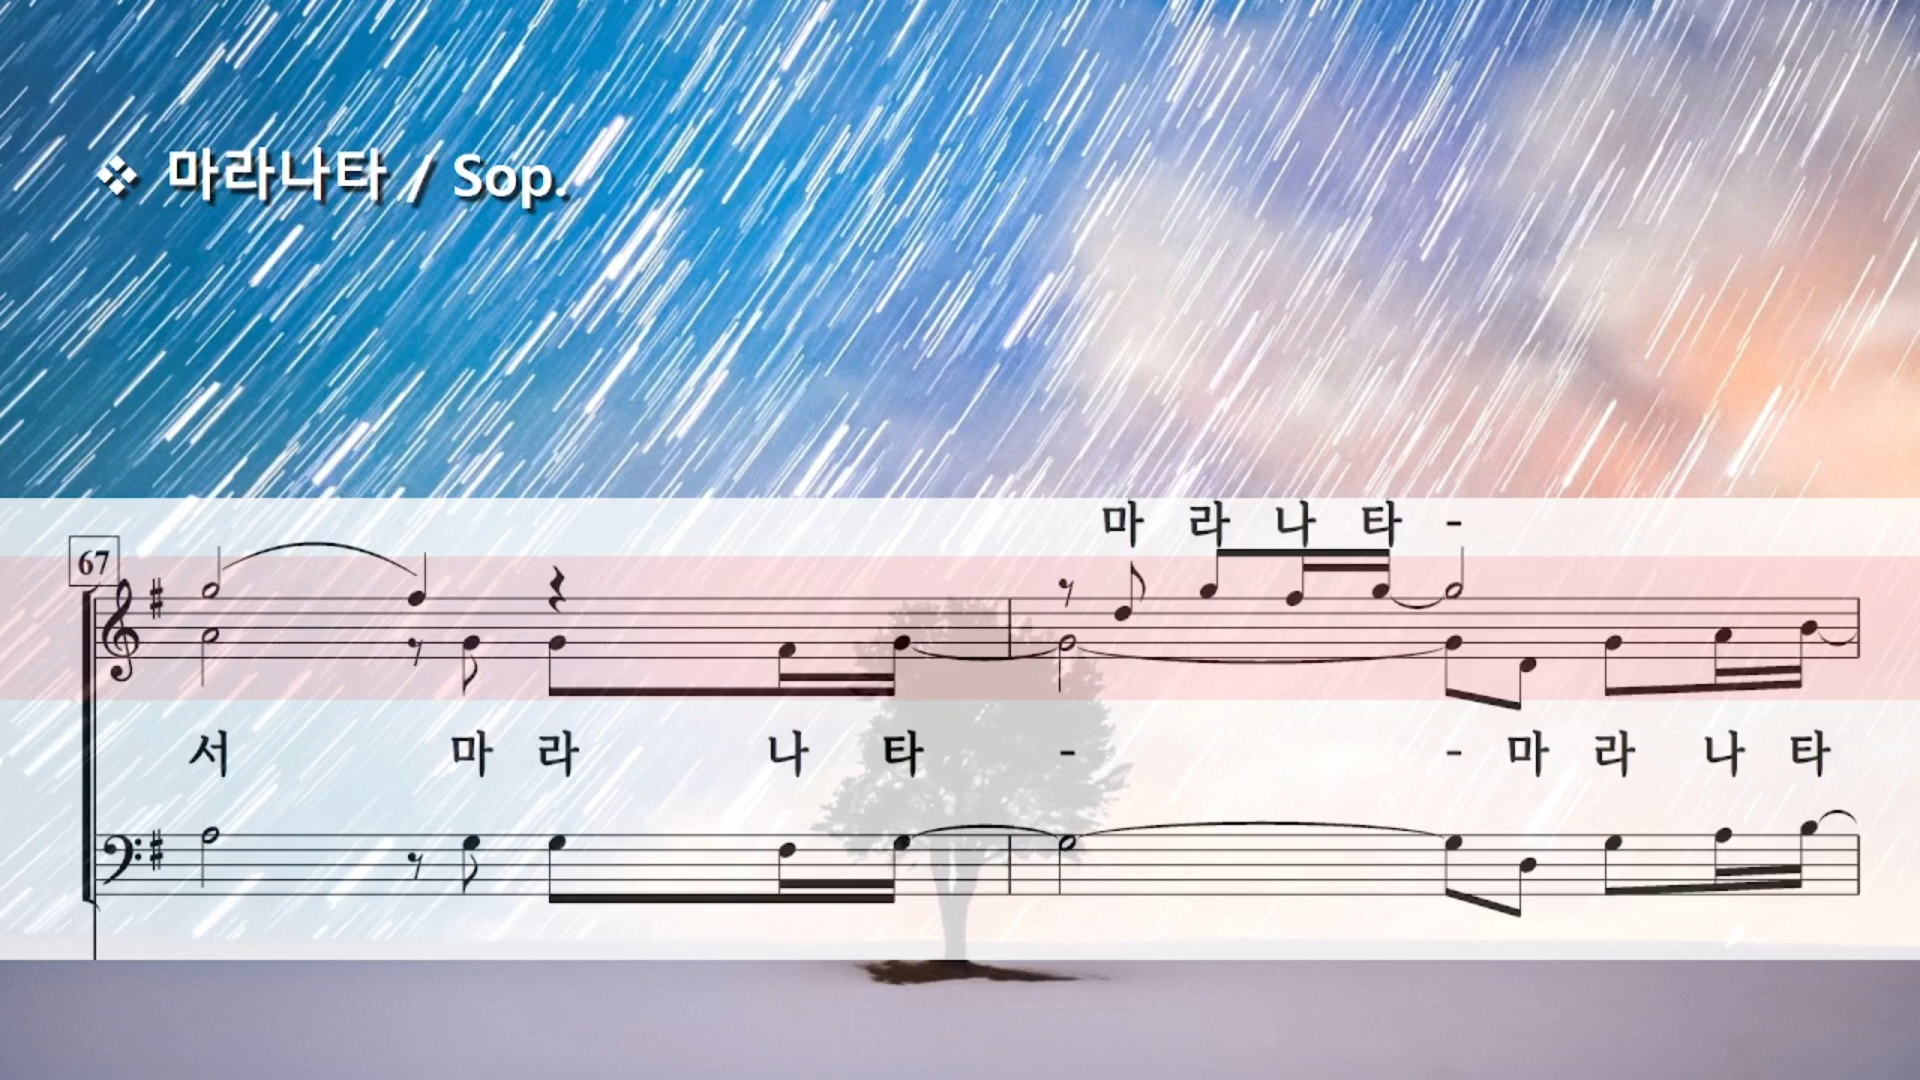 ❖ 마라나타 / Sop.
마 라 나 타 -
67
서 마 라 나 타 - - 마 라 나 타